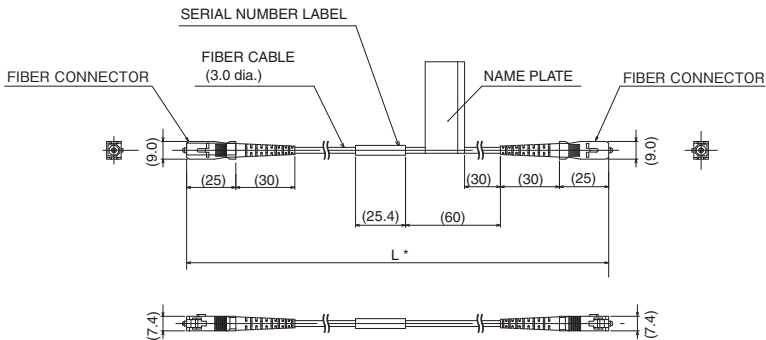 SERIAL NUMBER LABEL
FIBER CABLE
(3.0 dia.)
NAME PLATE
FIBER CONNECTOR
FIBER CONNECTOR
(9.0)
(9.0)
(25)
(30)
(30)
(30)
(25)
(25.4)
(60)
L *
(7.4)
(7.4)